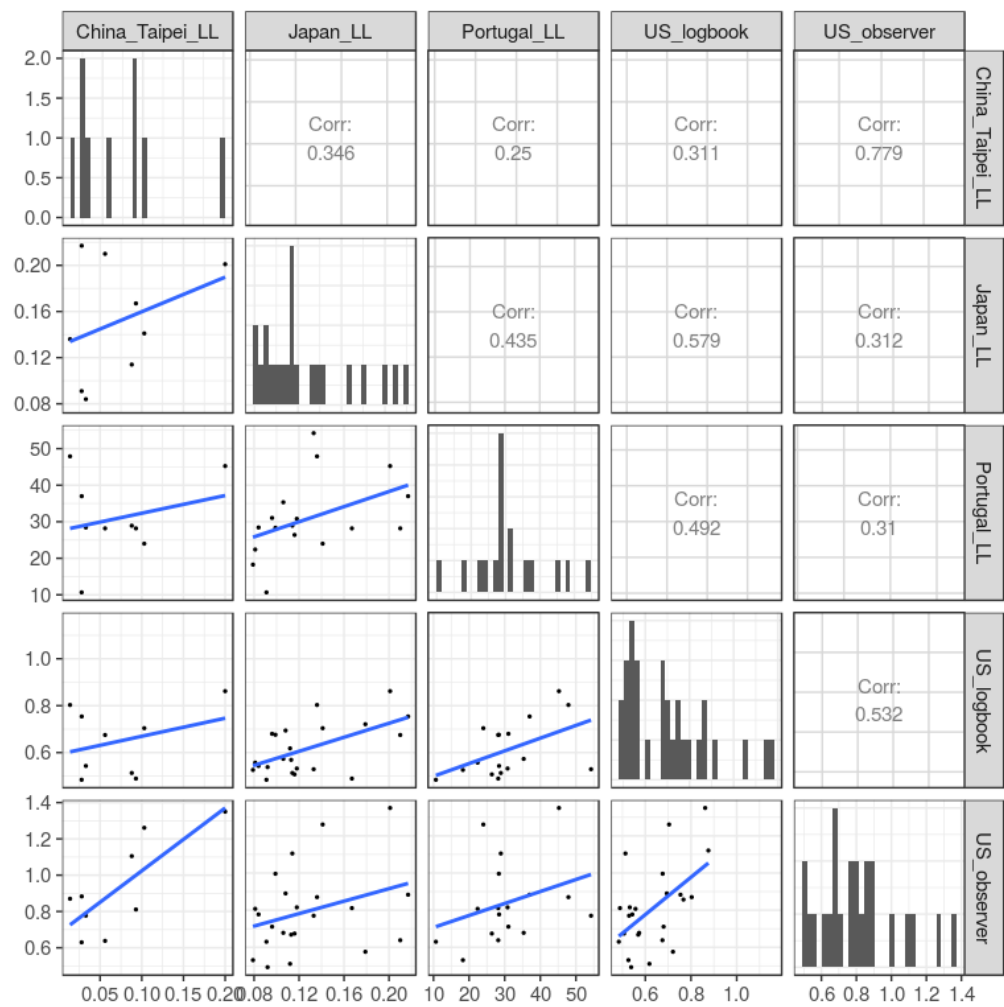 China_Taipei_LL Japan_LL Portugal_LL US_logbook US_observer
2.0
1.5
1.0
0.5
0.0
Corr:
0.346
Corr:
0.25
Corr:
0.311
Corr:
0.779
China_Taipei_LL
0.20
0.16
0.12
0.08
Corr:
0.435
Corr:
0.579
Corr:
0.312
Japan_LL
50
40
30
20
10
Corr:
0.492
Corr:
0.31
Portugal_LL
1.0
0.8
0.6
Corr:
0.532
US_logbook
1.4
1.2
1.0
0.8
0.6
US_observer
0.05 0.10 0.15 0.20 0.08 0.12 0.16 0.20 10 20 30 40 50 0.6 0.8 1.0 0.6 0.8 1.0 1.2 1.4